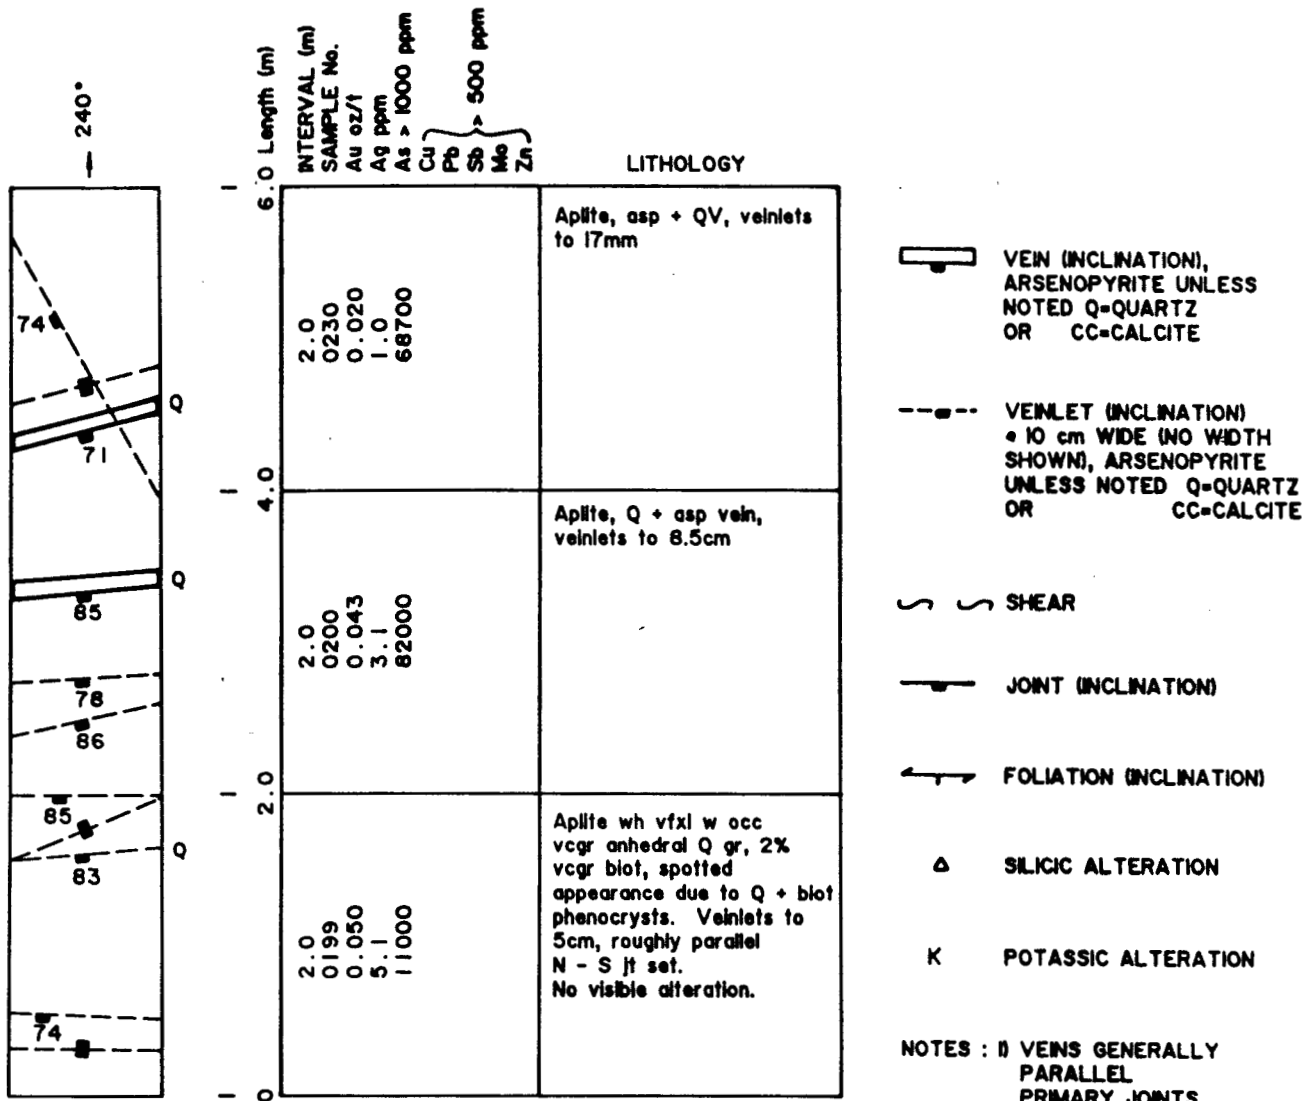 ← 240°
Length (m)
INTERVAL (m)
SAMPLE No.
Au oz/t
Ag ppm
As > 1000 ppm
Cu
Pb
Sb > 500 ppm
Mo
Zn
LITHOLOGY
6.0
4.0
2.0
0
74
Q
71
Q
85
78
86
85
Q
83
74
2.0
0230
0.020
1.0
68700
Aplite, asp + QV, veinlets
to 17mm
2.0
0200
0.043
3.1
82000
Aplite, Q + asp vein,
veinlets to 8.5cm
2.0
0199
0.050
5.1
11000
Aplite wh vfxl w occ
vcgr anhedral Q gr, 2%
vcgr biot, spotted
appearance due to Q + biot
phenocrysts. Veinlets to
5cm, roughly parallel
N - S jt set.
No visible alteration.
VEIN (INCLINATION),
ARSENOPYRITE UNLESS
NOTED Q=QUARTZ
OR CC=CALCITE
VEINLET (INCLINATION)
10 cm WIDE (NO WIDTH
SHOWN), ARSENOPYRITE
UNLESS NOTED Q=QUARTZ
OR CC=CALCITE
SHEAR
JOINT (INCLINATION)
FOLIATION (INCLINATION)
SILICIC ALTERATION
K POTASSIC ALTERATION
NOTES : 1) VEINS GENERALLY
PARALLEL
PRIMARY JOINTS